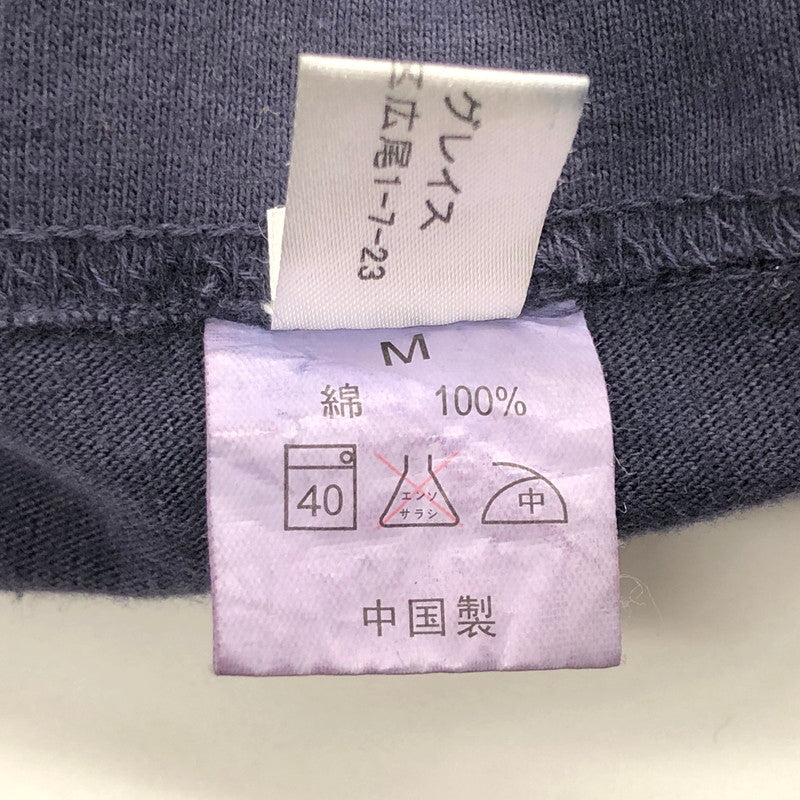 グレイス
区広尾1-7-23
M
綿 100%
40 エンソサラシ 中
中国製